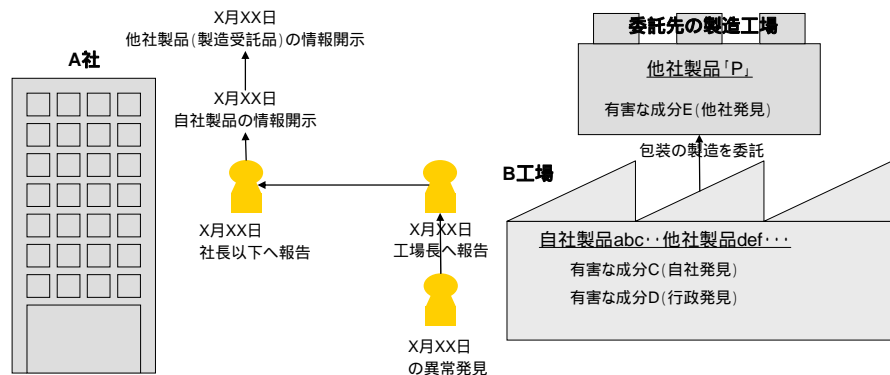 X月XX日
他社製品(製造受託品)の情報開示
A社
X月XX日
自社製品の情報開示
X月XX日
社長以下へ報告
X月XX日
工場長へ報告
X月XX日
の異常発見
委託先の製造工場
他社製品「P」
有害な成分E(他社発見)
包装の製造を委託
B工場
自社製品abc‥他社製品def‥･
有害な成分C(自社発見)
有害な成分D(行政発見)